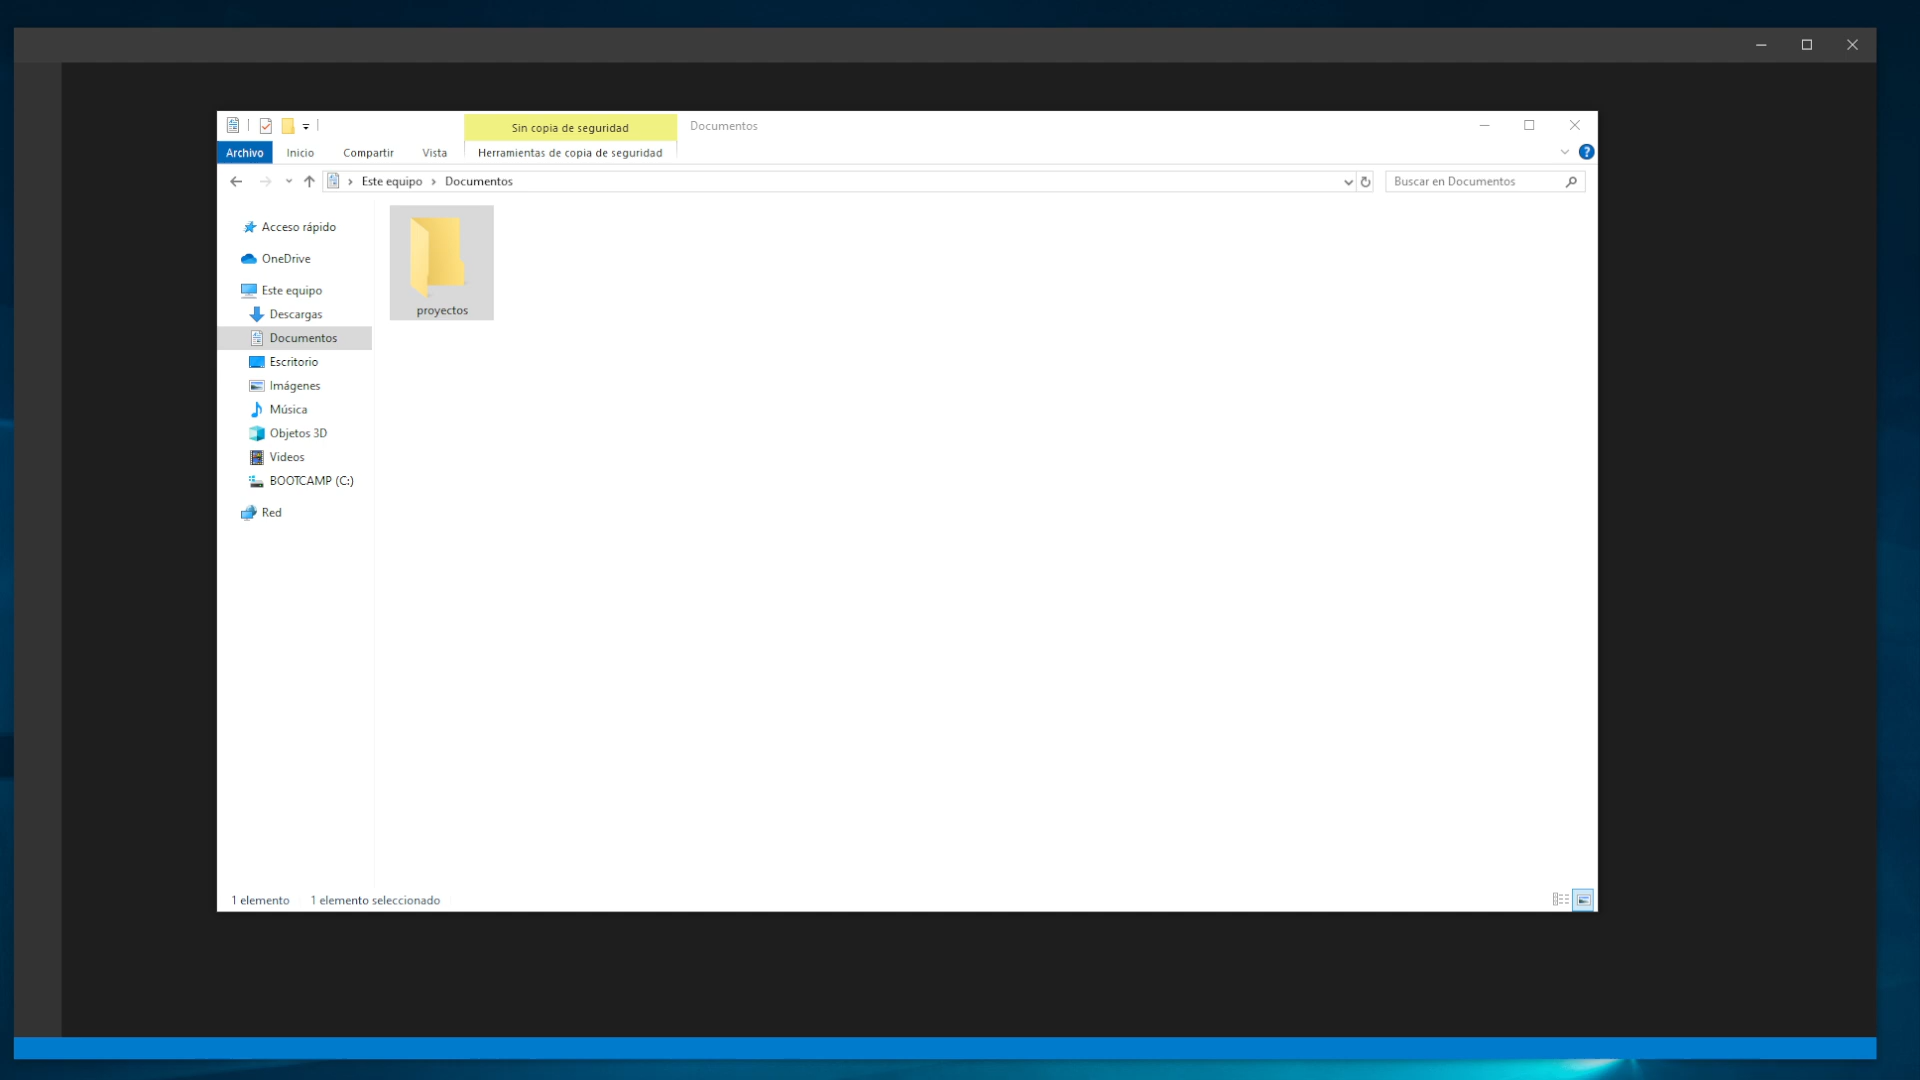 Sin copia de seguridad
Documentos
Archivo
Inicio
Compartir
Vista
Herramientas de copia de seguridad
?
Este equipo > Documentos
Buscar en Documentos
Acceso rápido
OneDrive
Este equipo
Descargas
Documentos
Escritorio
Imágenes
Música
Objetos 3D
Videos
BOOTCAMP (C:)
Red
proyectos
1 elemento
1 elemento seleccionado